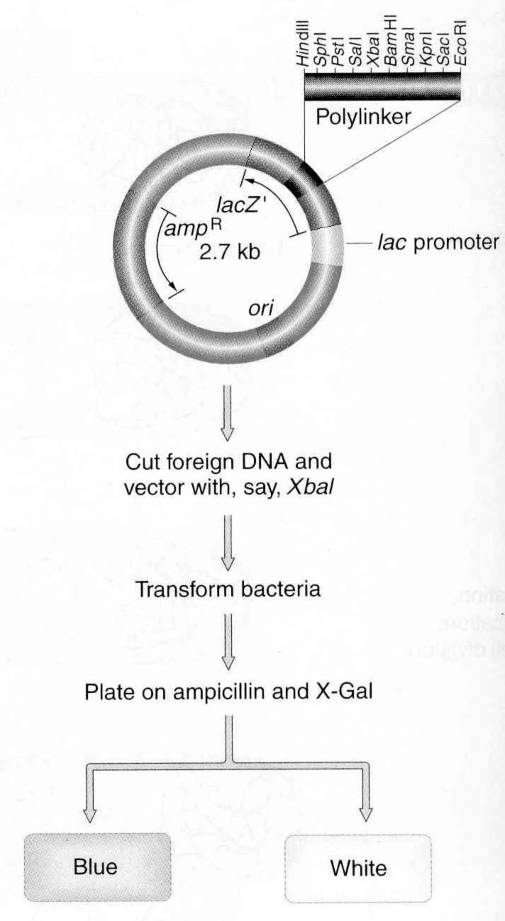 HindIII
SphI
PstI
SalI
XbaI
BamHI
SmaI
KpnI
SacI
EcoRI
Polylinker
lacZ'
ampR
2.7 kb
lac promoter
ori
Cut foreign DNA and
vector with, say, XbaI
Transform bacteria
Plate on ampicillin and X-Gal
Blue
White